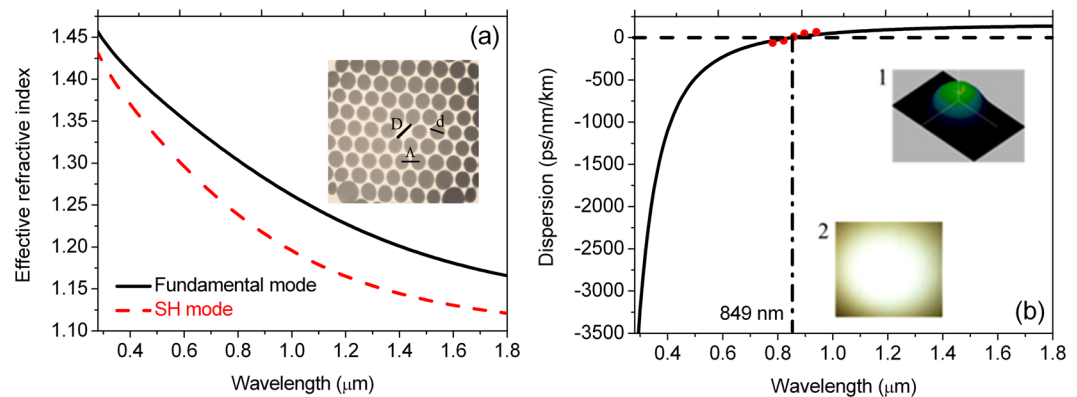 (a)
1.45
1.40
1.35
1.30
1.25
1.20
1.15
1.10
Effective refractive index
D
d
Λ
Fundamental mode
SH mode
0.4 0.6 0.8 1.0 1.2 1.4 1.6 1.8
Wavelength (μm)
0
-500
-1000
-1500
-2000
-2500
-3000
-3500
Dispersion (ps/nm/km)
1
2
849 nm
(b)
0.4 0.6 0.8 1.0 1.2 1.4 1.6 1.8
Wavelength (μm)